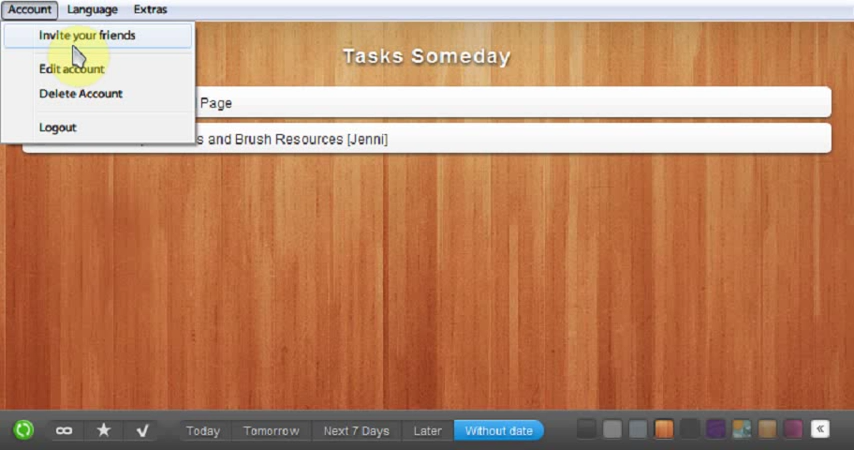 Account Language Extras
Invite your friends
Tasks Someday
Edit account
Delete Account
Page
Logout
and Brush Resources [Jenni]
Today Tomorrow Next 7 Days Later Without date